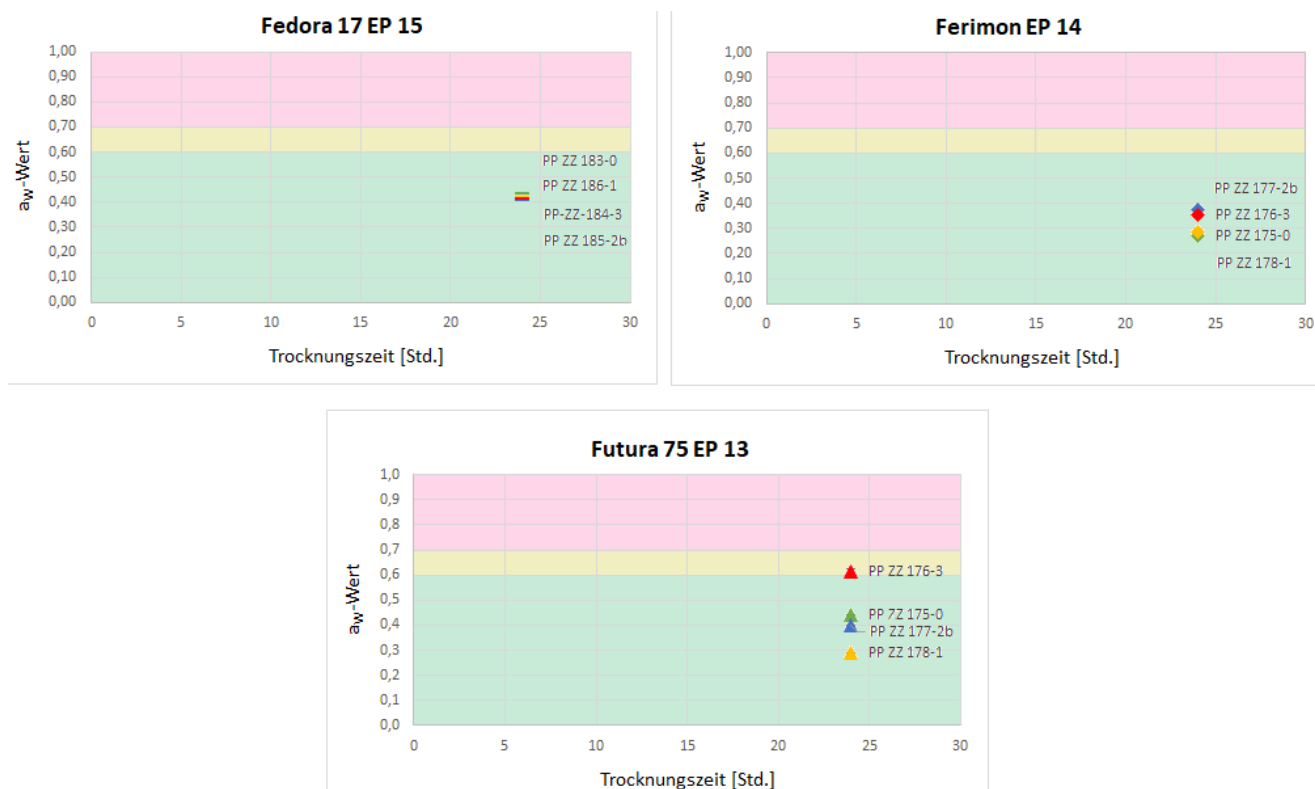 Fedora 17 EP 15
1,00
0,90
0,80
0,70
0,60
0,50
0,40
0,30
0,20
0,10
0,00
aw-Wert
PP ZZ 183-0
PP ZZ 186-1
PP-ZZ-184-3
PP ZZ 185-2b
0 5 10 15 20 25 30
Trocknungszeit [Std.]
Ferimon EP 14
1,00
0,90
0,80
0,70
0,60
0,50
0,40
0,30
0,20
0,10
0,00
aw-Wert
PP ZZ 177-2b
PP ZZ 176-3
PP ZZ 175-0
PP ZZ 178-1
0 5 10 15 20 25 30
Trocknungszeit [Std.]
Futura 75 EP 13
1,0
0,9
0,8
0,7
0,6
0,5
0,4
0,3
0,2
0,1
0,0
aw-Wert
PP ZZ 176-3
PP ZZ 175-0
PP ZZ 177-2b
PP ZZ 178-1
0 5 10 15 20 25 30
Trocknungszeit [Std.]